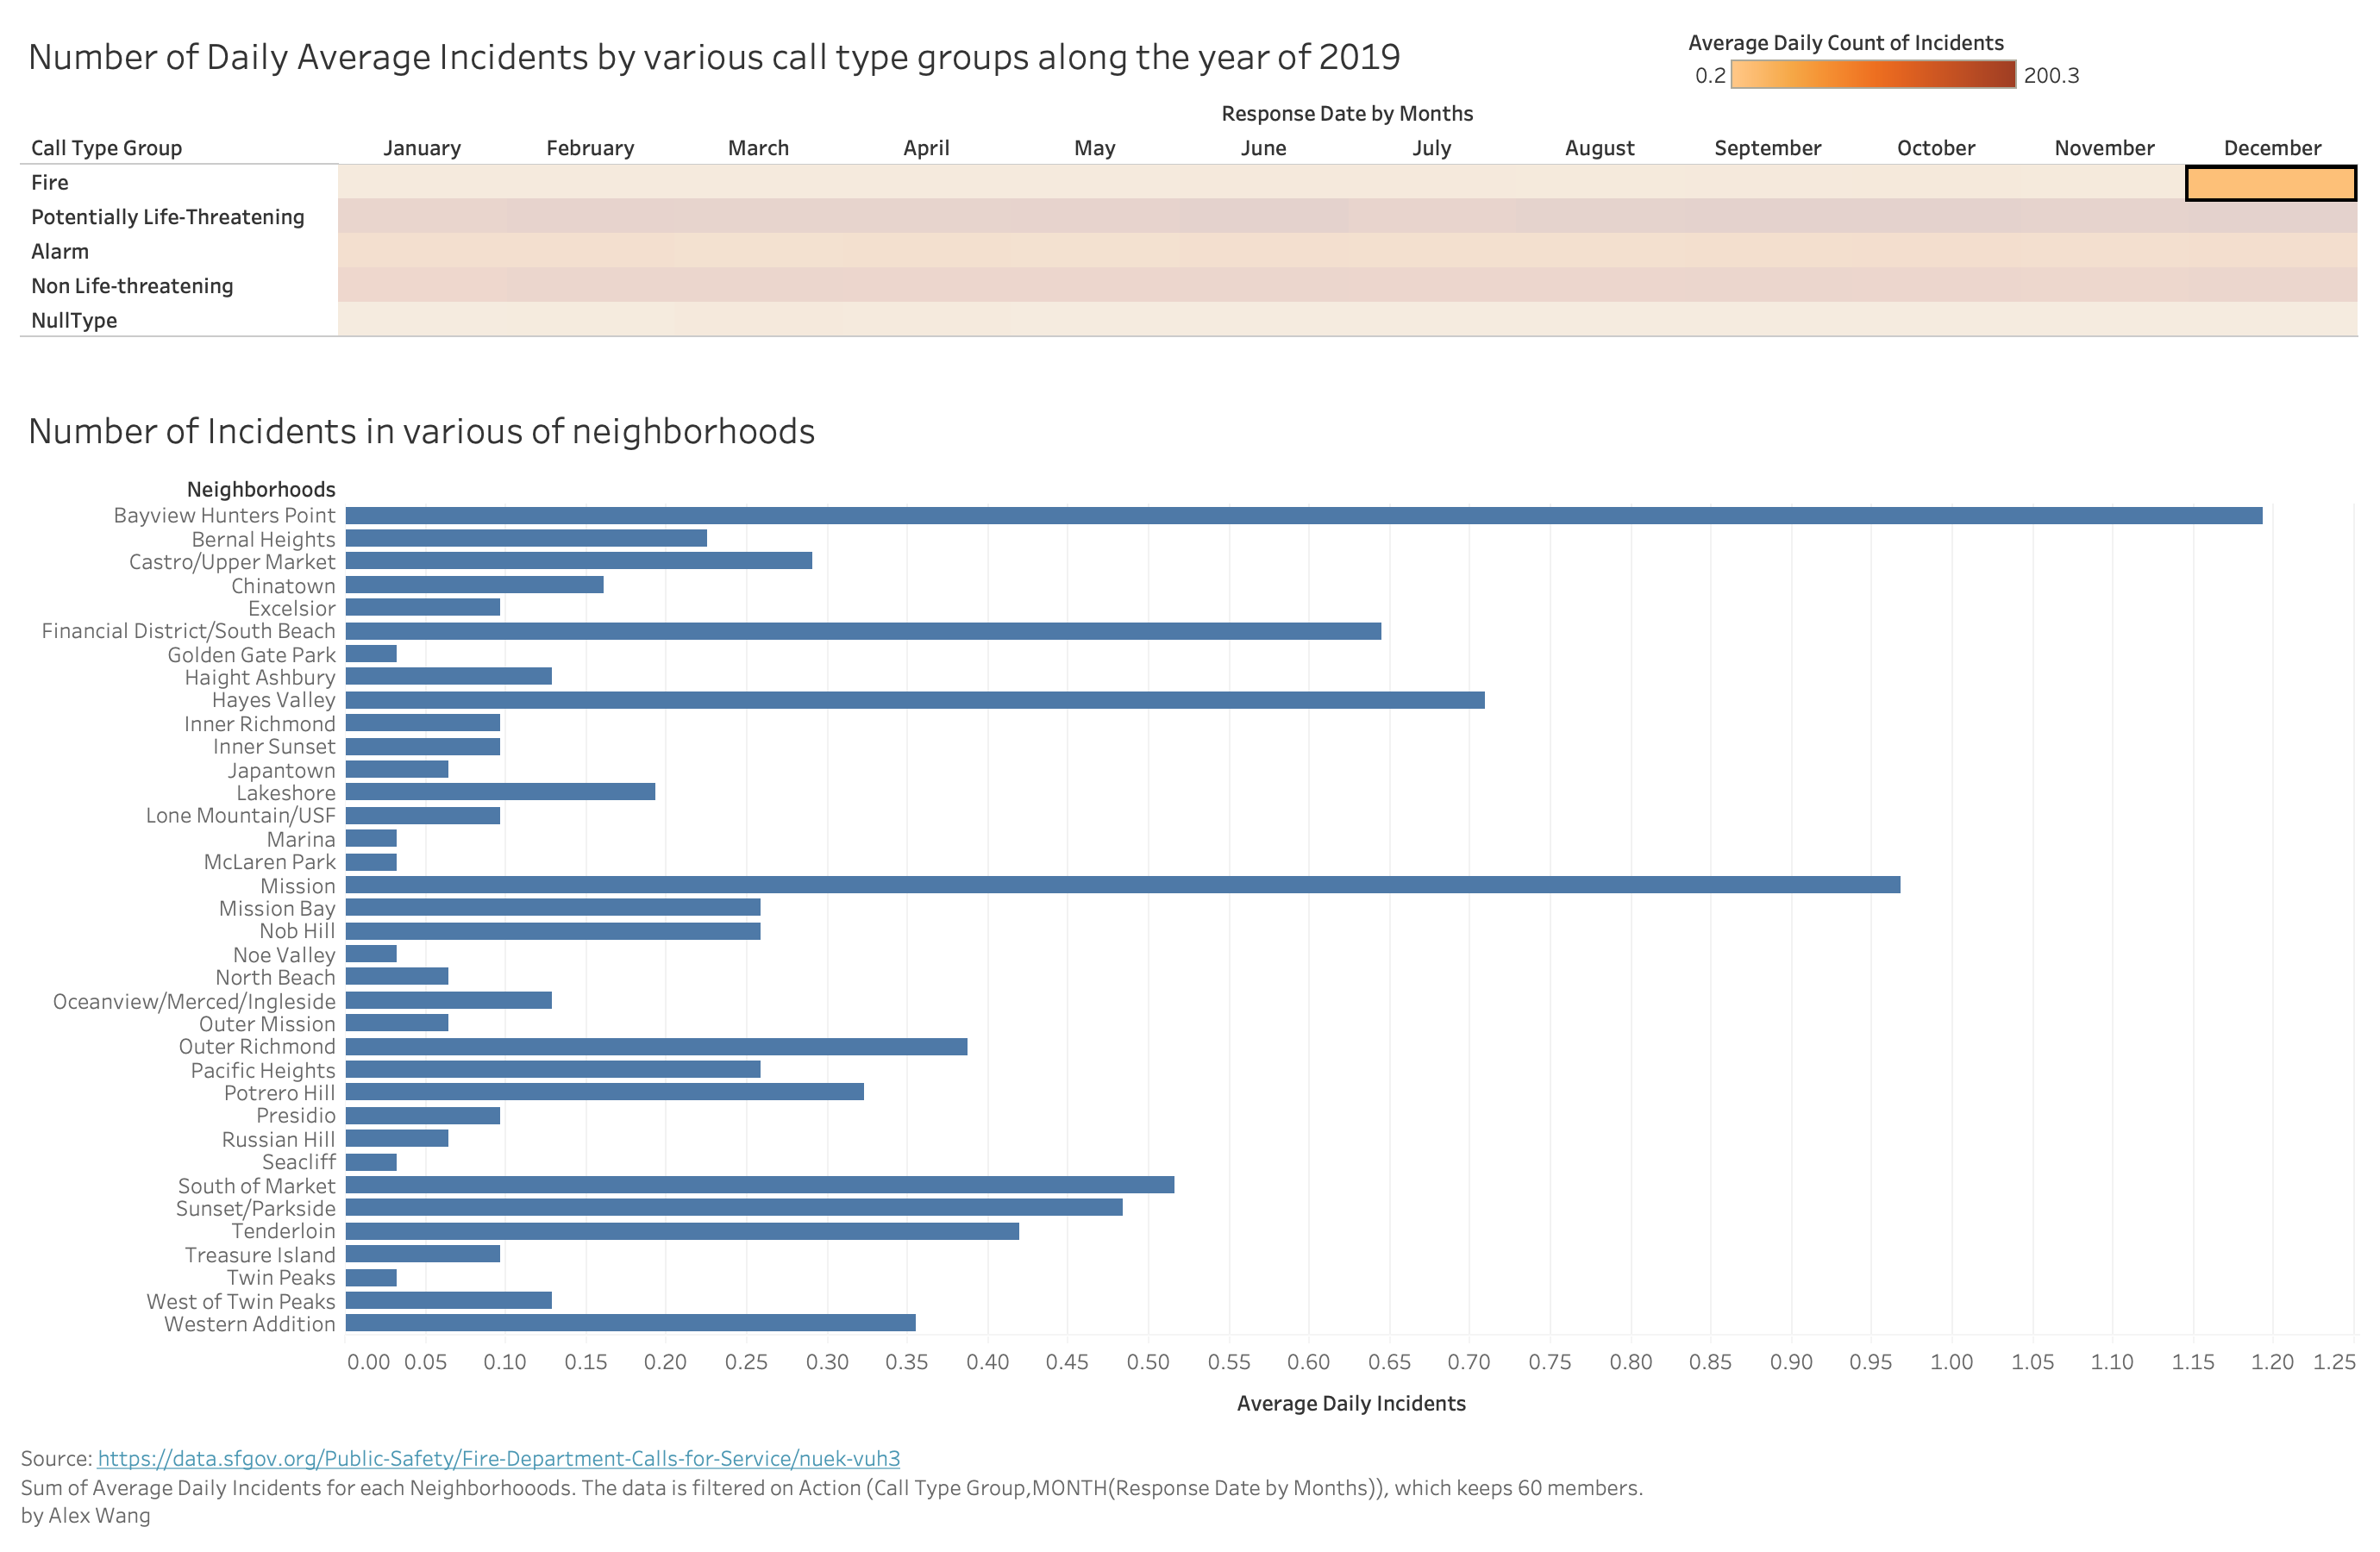 Number of Daily Average Incidents by various call type groups along the year of 2019
Average Daily Count of Incidents
0.2 200.3
Response Date by Months
Call Type Group January February March April May June July August September October November December
Fire
Potentially Life-Threatening
Alarm
Non Life-threatening
NullType
Number of Incidents in various of neighborhoods
Neighborhoods
Bayview Hunters Point
Bernal Heights
Castro/Upper Market
Chinatown
Excelsior
Financial District/South Beach
Golden Gate Park
Haight Ashbury
Hayes Valley
Inner Richmond
Inner Sunset
Japantown
Lakeshore
Lone Mountain/USF
Marina
McLaren Park
Mission
Mission Bay
Nob Hill
Noe Valley
North Beach
Oceanview/Merced/Ingleside
Outer Mission
Outer Richmond
Pacific Heights
Potrero Hill
Presidio
Russian Hill
Seacliff
South of Market
Sunset/Parkside
Tenderloin
Treasure Island
Twin Peaks
West of Twin Peaks
Western Addition
0.00 0.05 0.10 0.15 0.20 0.25 0.30 0.35 0.40 0.45 0.50 0.55 0.60 0.65 0.70 0.75 0.80 0.85 0.90 0.95 1.00 1.05 1.10 1.15 1.20 1.25
Average Daily Incidents
Source: https://data.sfgov.org/Public-Safety/Fire-Department-Calls-for-Service/nuek-vuh3
Sum of Average Daily Incidents for each Neighborhooods. The data is filtered on Action (Call Type Group,MONTH(Response Date by Months)), which keeps 60 members.
by Alex Wang